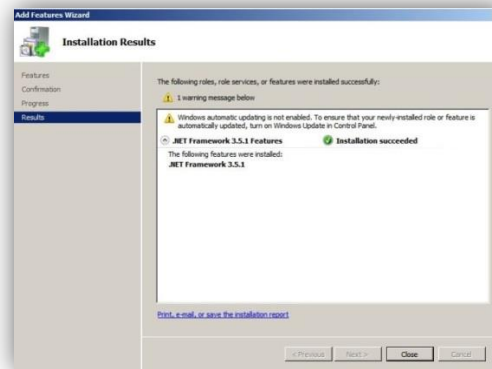 Add Features Wizard
Installation Results
Features
Confirmation
Progress
Results
The following roles, role services, or features were installed successfully:
1 warning message below
Windows automatic updating is not enabled. To ensure that your newly-installed role or feature is
automatically updated, turn on Windows Update in Control Panel.
.NET Framework 3.5.1 Features
Installation succeeded
The following features were installed:
.NET Framework 3.5.1
Print, e-mail, or save the installation report
< Previous
Next >
Close
Cancel